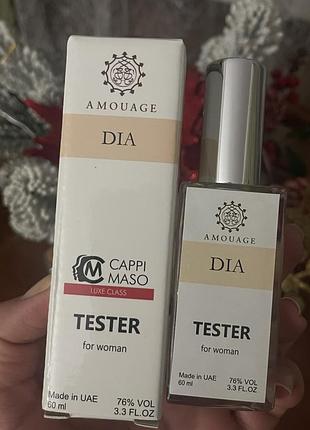 AMOUAGE
DIA
CAPPI
MASO
LUXE CLASS
TESTER
for woman
Made in UAE 76% VOL
60 ml 3.3 FL.OZ
AMOUAGE
DIA
TESTER
for woman
Made in UAE 76% VOL
60 ml 3.3 FL.OZ